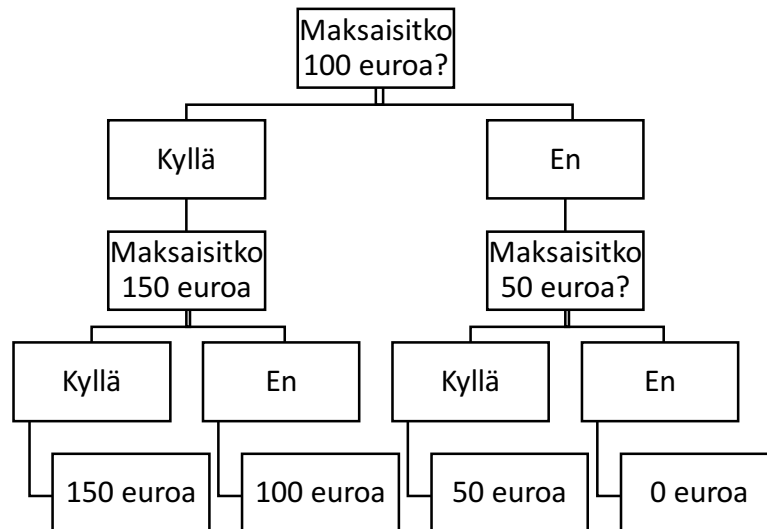 Maksaisitko
100 euroa?
Kyllä
En
Maksaisitko
150 euroa
Maksaisitko
50 euroa?
Kyllä
En
Kyllä
En
150 euroa
100 euroa
50 euroa
0 euroa